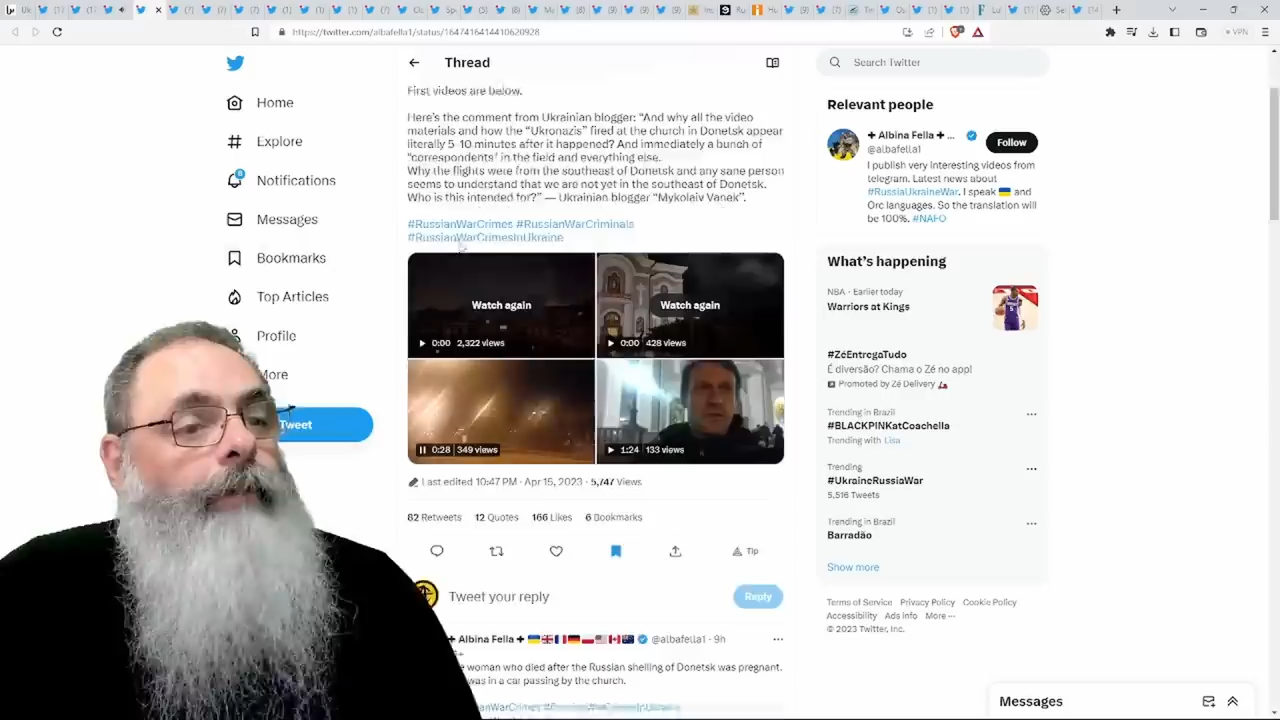 https://twitter.com/albafella1/status/1647416414410620928
VPN
Home
Explore
8
Notifications
Messages
Bookmarks
Top Articles
Profile
More
Tweet
Thread
First videos are below.
Here's the comment from Ukrainian blogger: "And why all the video
materials and how the "Ukronazis" fired at the church in Donetsk appear
literally 5-10 minutes after it happened? And immediately a bunch of
"correspondents" in the field and everything else.
Why the flights were from the southeast of Donetsk and any sane person
seems to understand that we are not yet in the southeast of Donetsk.
Who is this intended for?" — Ukrainian blogger "Mykolaiv Vanek".
#RussianWarCrimes #RussianWarCriminals
#RussianWarCrimesInUkraine
Watch again
0:00 2,322 views
Watch again
0:00 428 views
0:28 349 views
1:24 133 views
Last edited 10:47 PM · Apr 15, 2023 · 5,747 Views
82 Retweets 12 Quotes 166 Likes 6 Bookmarks
Tip
Tweet your reply
Reply
Albina Fella @albafella1 · 9h
woman who died after the Russian shelling of Donetsk was pregnant.
was in a car passing by the church.
Search Twitter
Relevant people
Albina Fella ...
@albafella1
Follow
I publish very interesting videos from
telegram. Latest news about
#RussiaUkraineWar. I speak and
Orc languages. So the translation will
be 100%. #NAFO
What's happening
NBA · Earlier today
Warriors at Kings
#ZéEntregaTudo
É diversão? Chama o Zé no app!
Promoted by Zé Delivery
Trending in Brazil
#BLACKPINKatCoachella
Trending with Lisa
Trending
#UkraineRussiaWar
5,516 Tweets
Trending in Brazil
Barradão
Show more
Terms of Service Privacy Policy Cookie Policy
Accessibility Ads info More ···
© 2023 Twitter, Inc.
Messages